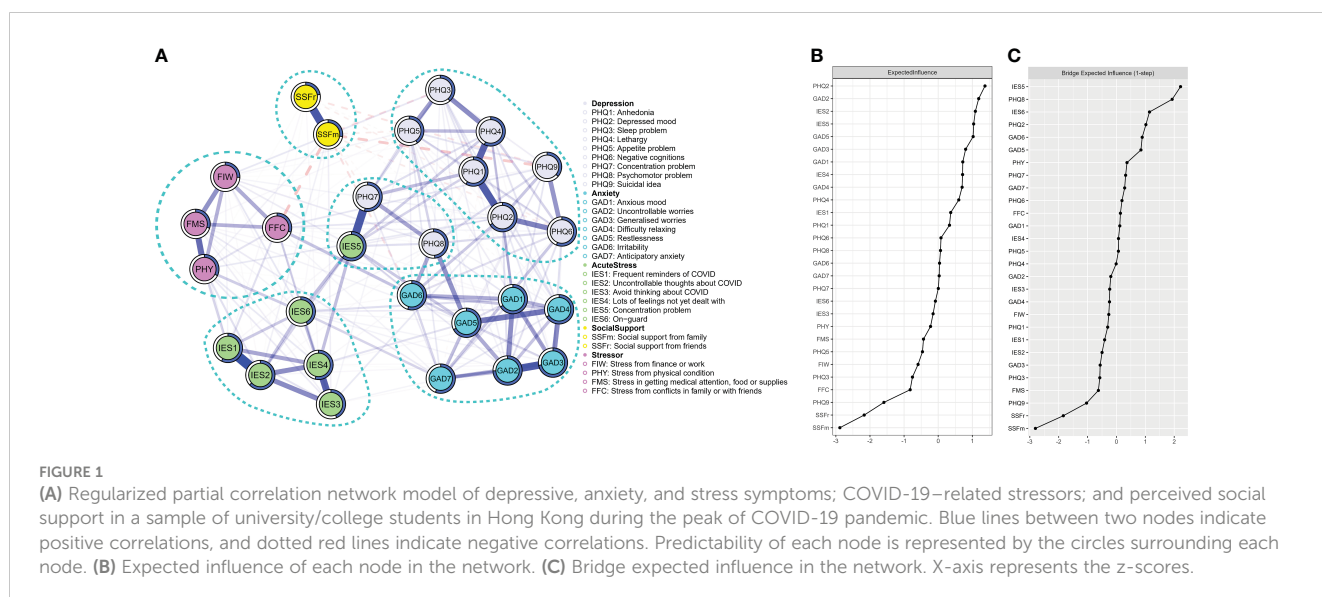 A
SSFr
SSFm
PHQ3
PHQ5
PHQ4
PHQ1
PHQ9
PHQ2
PHQ6
PHQ7
IES5
PHQ8
FIW
FMS
FFC
PHY
IES6
IES1
IES2
IES4
IES3
GAD6
GAD1
GAD4
GAD5
GAD7
GAD2
GAD3
Depression
PHQ1: Anhedonia
PHQ2: Depressed mood
PHQ3: Sleep problem
PHQ4: Lethargy
PHQ5: Appetite problem
PHQ6: Negative cognitions
PHQ7: Concentration problem
PHQ8: Psychomotor problem
PHQ9: Suicidal idea
Anxiety
GAD1: Anxious mood
GAD2: Uncontrollable worries
GAD3: Generalised worries
GAD4: Difficulty relaxing
GAD5: Restlessness
GAD6: Irritability
GAD7: Anticipatory anxiety
AcuteStress
IES1: Frequent reminders of COVID
IES2: Uncontrollable thoughts about COVID
IES3: Avoid thinking about COVID
IES4: Lots of feelings not yet dealt with
IES5: Concentration problem
IES6: On-guard
SocialSupport
SSFm: Social support from family
SSFr: Social support from friends
Stressor
FIW: Stress from finance or work
PHY: Stress from physical condition
FMS: Stress in getting medical attention, food or supplies
FFC: Stress from conflicts in family or with friends
B
ExpectedInfluence
PHQ2
GAD2
IES2
IES5
GAD5
GAD3
GAD1
IES4
GAD4
PHQ4
IES1
PHQ1
PHQ6
PHQ8
GAD6
GAD7
PHQ7
IES6
IES3
PHY
FMS
PHQ5
FIW
PHQ3
FFC
PHQ9
SSFr
SSFm
-3 -2 -1 0 1
C
Bridge Expected Influence (1-step)
IES5
PHQ8
IES6
PHQ2
GAD6
GAD5
PHY
PHQ7
GAD7
PHQ6
FFC
GAD1
IES4
PHQ5
PHQ4
GAD2
IES3
GAD4
FIW
PHQ1
IES1
IES2
GAD3
PHQ3
FMS
PHQ9
SSFr
SSFm
-3 -2 -1 0 1 2
FIGURE 1
(A) Regularized partial correlation network model of depressive, anxiety, and stress symptoms; COVID-19–related stressors; and perceived social
support in a sample of university/college students in Hong Kong during the peak of COVID-19 pandemic. Blue lines between two nodes indicate
positive correlations, and dotted red lines indicate negative correlations. Predictability of each node is represented by the circles surrounding each
node. (B) Expected influence of each node in the network. (C) Bridge expected influence in the network. X-axis represents the z-scores.